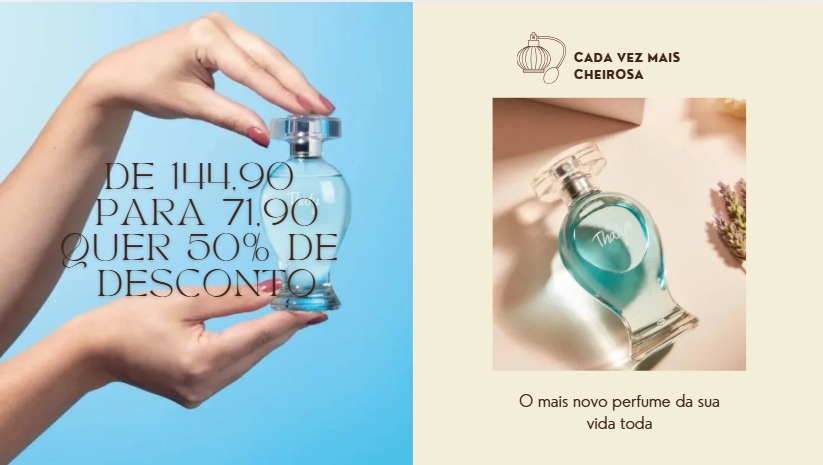 DE 144,90
PARA 71,90
QUER 50% DE
DESCONTO
CADA VEZ MAIS
CHEIROSA
Thaty
O mais novo perfume da sua
vida toda